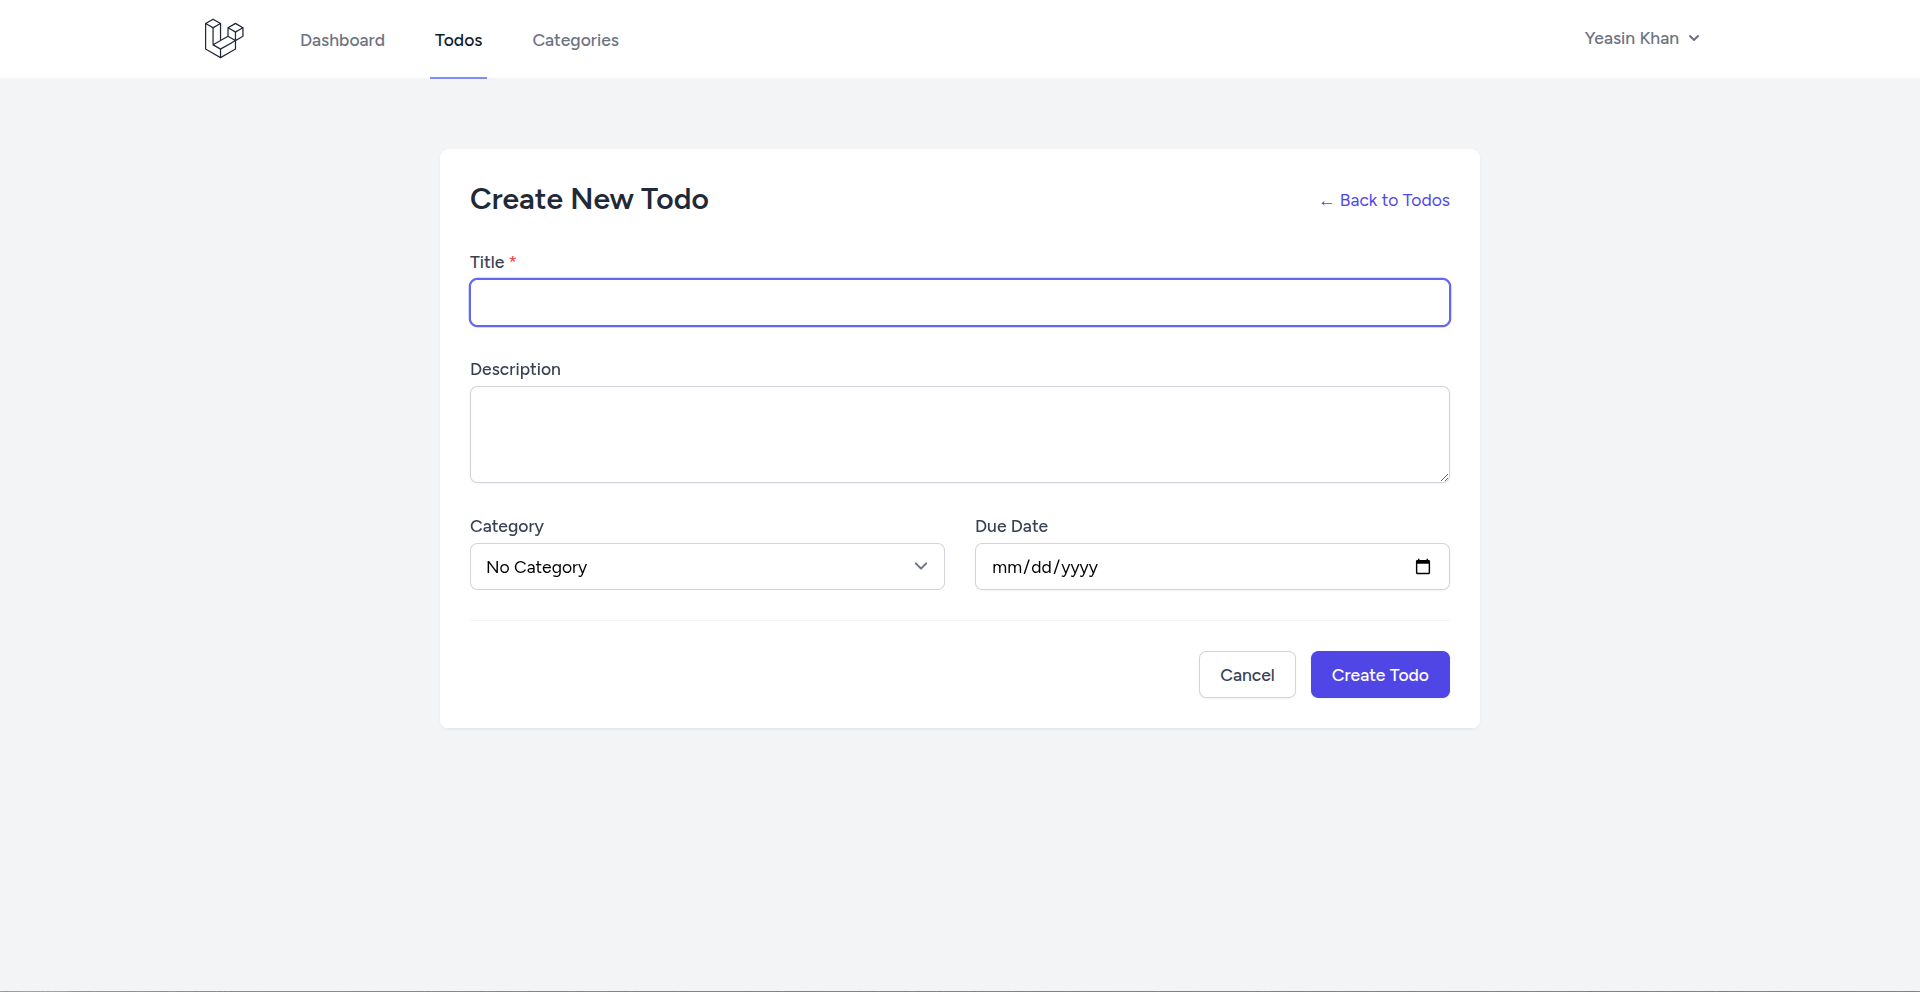 Dashboard Todos Categories Yeasin Khan
Create New Todo ← Back to Todos
Title *
Description
Category Due Date
No Category mm/dd/yyyy
Cancel Create Todo